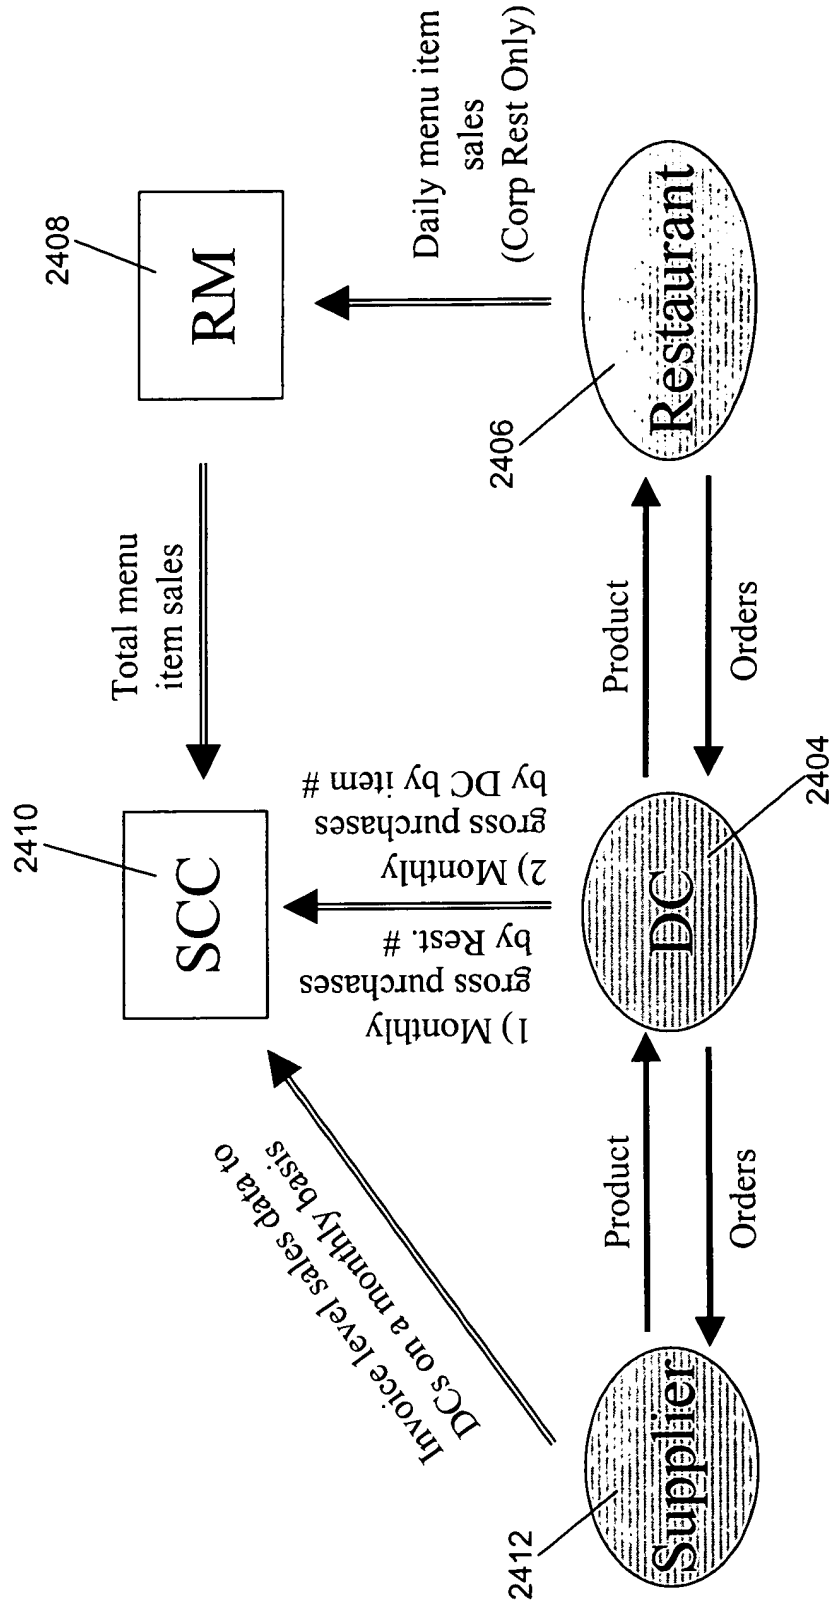 2410
SCC
Total menu
item sales
2408
RM
Invoice level sales data to
DCs on a monthly basis
1) Monthly
gross purchases
by Rest. #
2) Monthly
gross purchases
by DC by item #
Daily menu item
sales
(Corp Rest Only)
2412
Supplier
Product
Orders
DC
2404
Product
Orders
2406
Restaurant